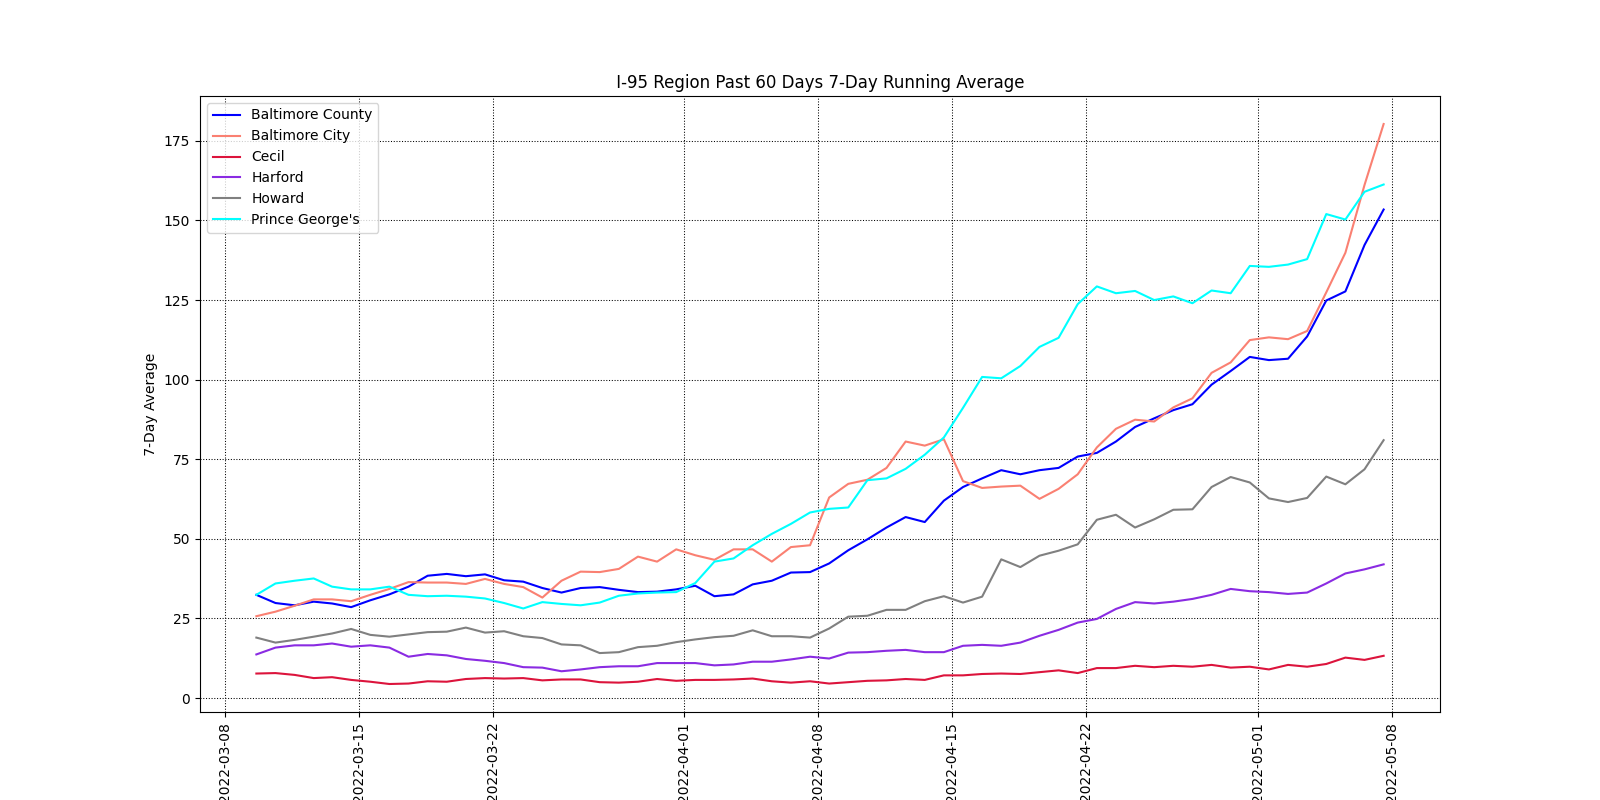 I-95 Region Past 60 Days 7-Day Running Average
Baltimore County
Baltimore City
Cecil
Harford
Howard
Prince George's
7-Day Average
175
150
125
100
75
50
25
0
2022-03-08
2022-03-15
2022-03-22
2022-04-01
2022-04-08
2022-04-15
2022-04-22
2022-05-01
2022-05-08